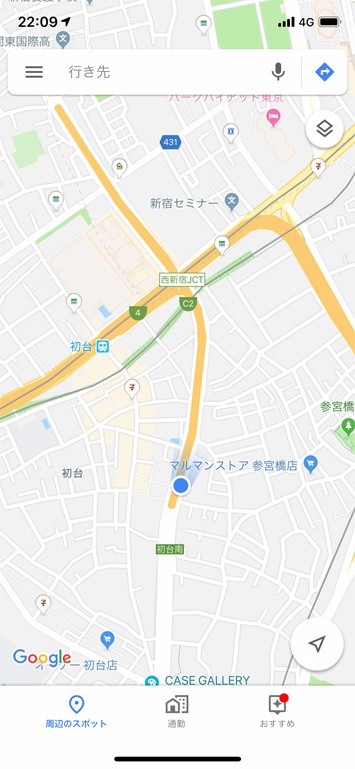 22:09
4G
関東国際高
行き先
パークハイアット東京
431
新宿セミナー
西新宿JCT
C2
4
初台
参宮橋
マルマンストア 参宮橋店
初台
初台南
Google
初台店
CASE GALLERY
周辺のスポット
通勤
おすすめ